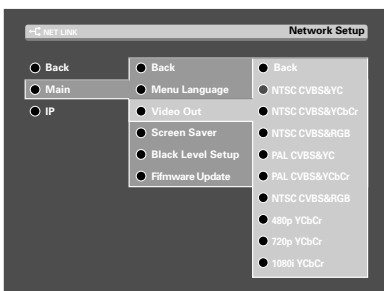 NET LINK
Network Setup
Back
Main
IP
Back
Menu Language
Video Out
Screen Saver
Black Level Setup
Fifmware Update
Back
NTSC CVBS&YC
NTSC CVBS&YCbCr
NTSC CVBS&RGB
PAL CVBS&YC
PAL CVBS&YCbCr
NTSC CVBS&RGB
480p YCbCr
720p YCbCr
1080i YCbCr